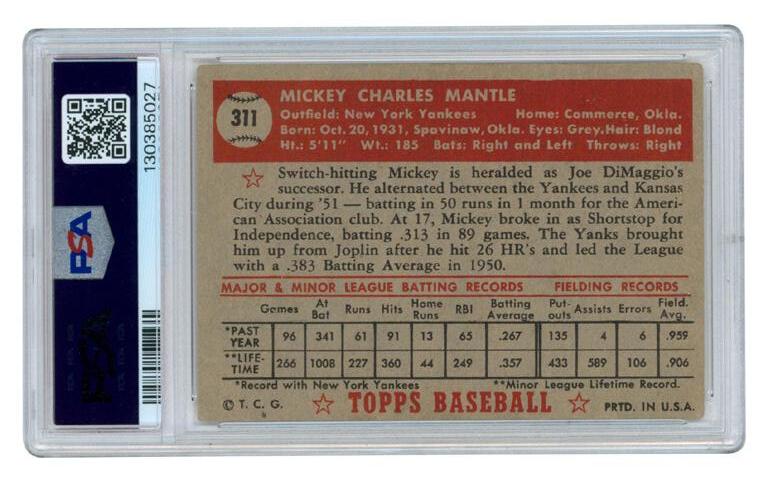 PSA
130385027
311
MICKEY CHARLES MANTLE
Outfield: New York Yankees Home: Commerce, Okla.
Born: Oct. 20, 1931, Spavinaw, Okla. Eyes: Grey. Hair: Blond
Ht.: 5'11" Wt.: 185 Bats: Right and Left Throws: Right
Switch-hitting Mickey is heralded as Joe DiMaggio's
successor. He alternated between the Yankees and Kansas
City during '51 — batting in 50 runs in 1 month for the Ameri-
can Association club. At 17, Mickey broke in as Shortstop for
Independence, batting .313 in 89 games. The Yanks brought
him up from Joplin after he hit 26 HR's and led the League
with a .383 Batting Average in 1950.
MAJOR & MINOR LEAGUE BATTING RECORDS FIELDING RECORDS
Games At Bat Runs Hits Home Runs RBI Batting Average Put-outs Assists Errors Field. Avg.
*PAST YEAR 96 341 61 91 13 65 .267 135 4 6 .959
**LIFE-TIME 266 1008 227 360 44 249 .357 433 589 106 .906
*Record with New York Yankees **Minor League Lifetime Record.
© T. C. G. TOPPS BASEBALL PRTD. IN U.S.A.